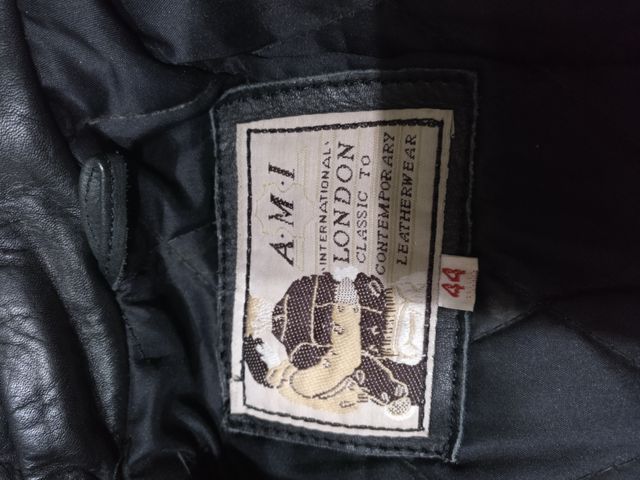 A·M·I
INTERNATIONAL
LONDON
CLASSIC TO
CONTEMPORARY
LEATHERWEAR
44